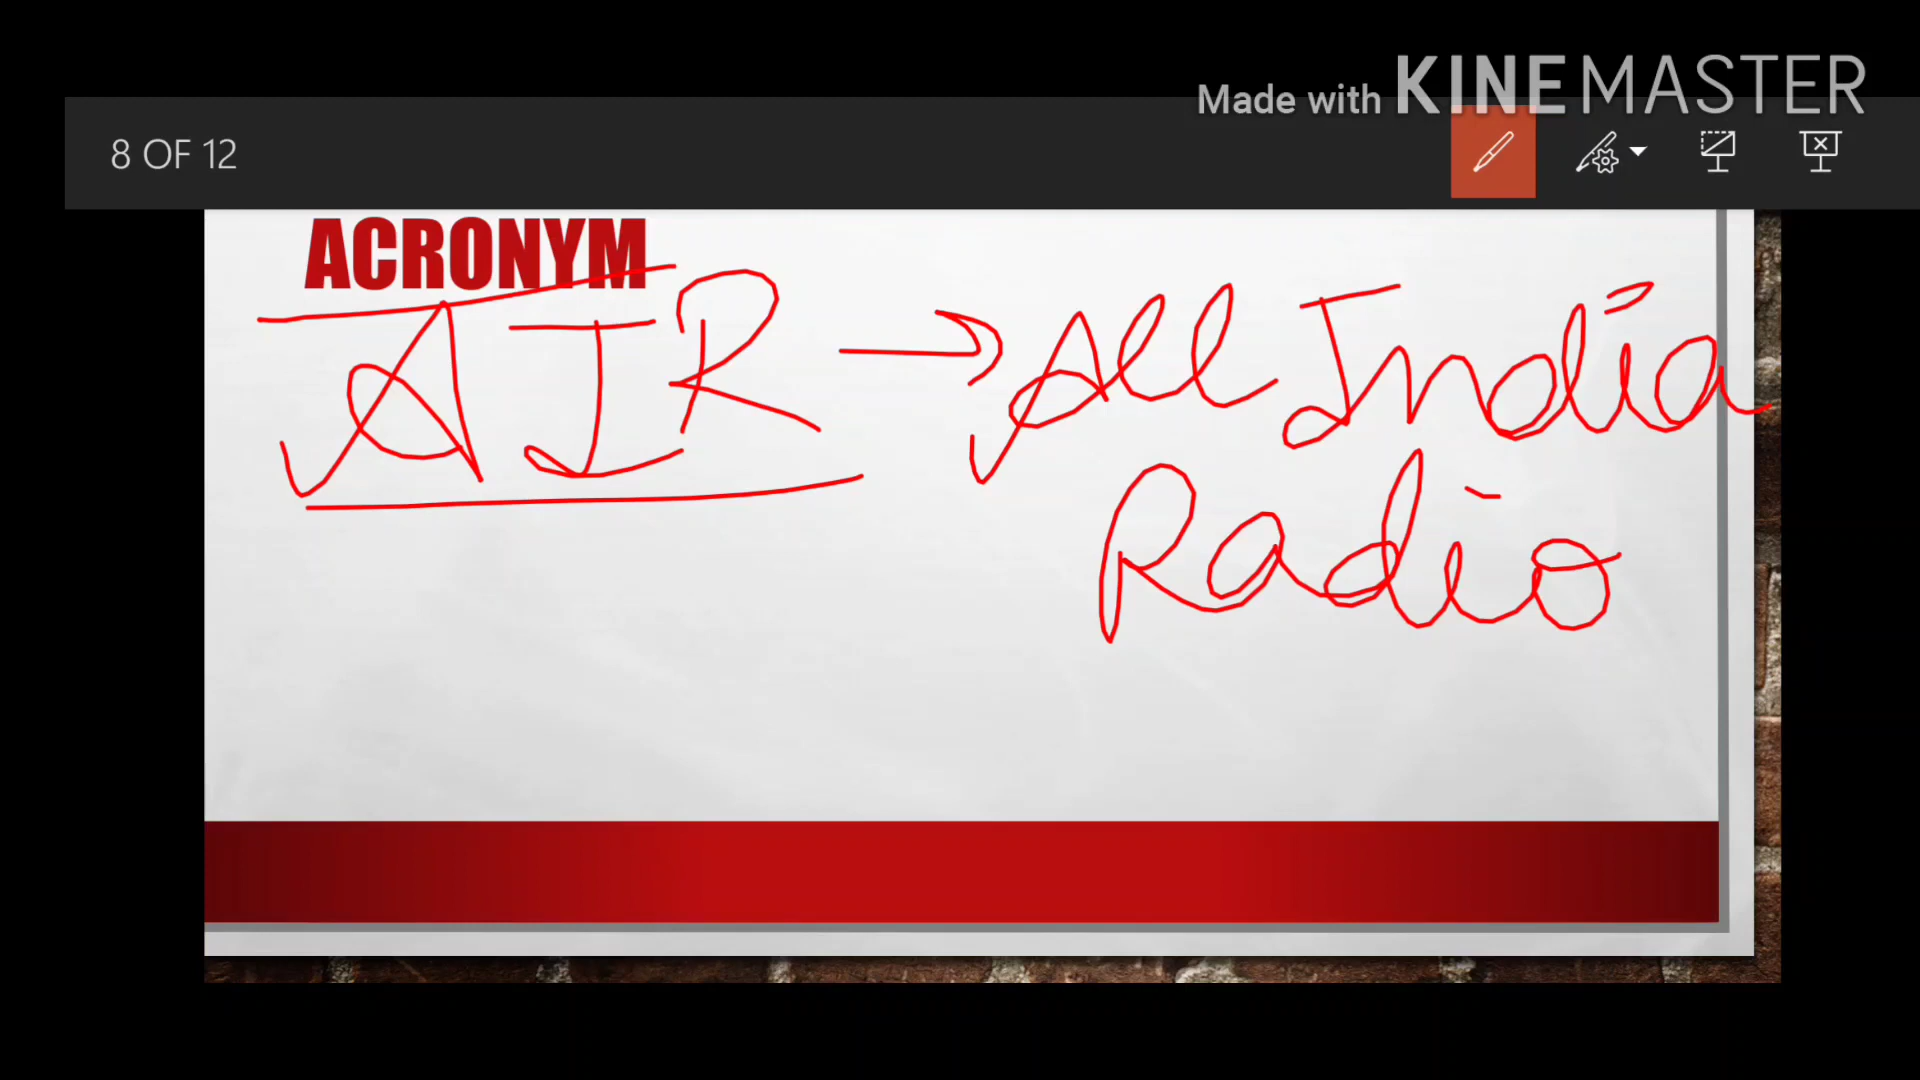 Made with KINEMASTER
8 OF 12
ACRONYM
AIR → All India
Radio